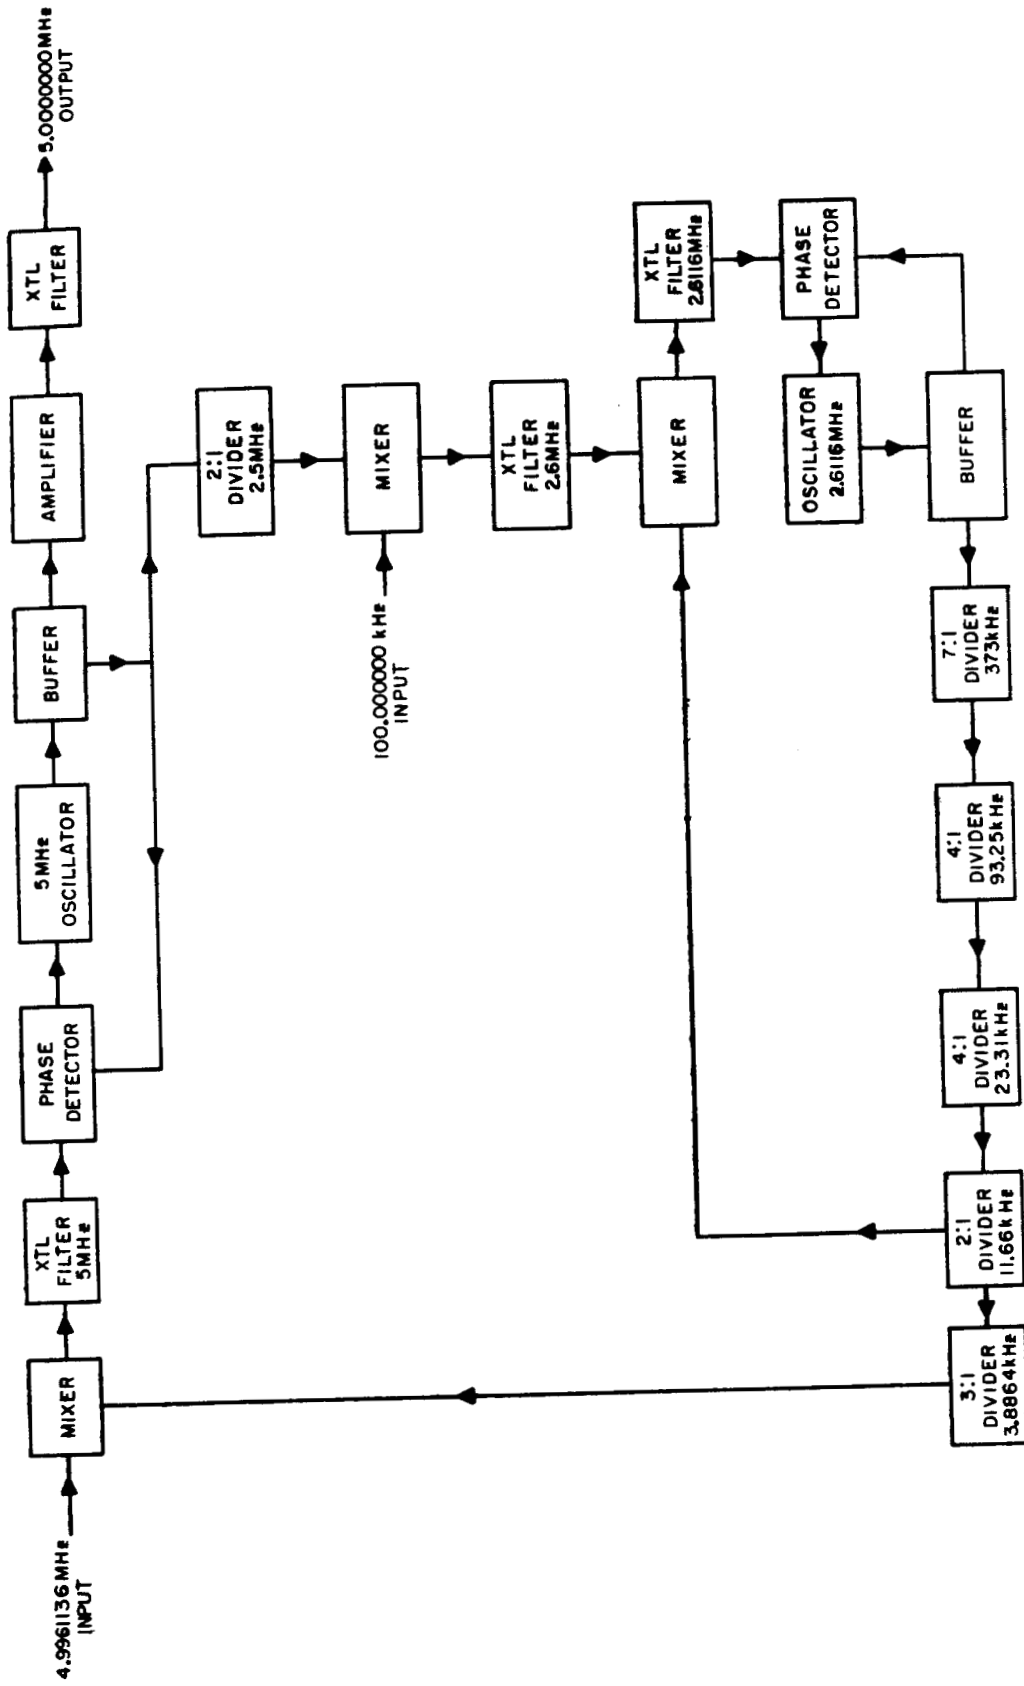 4.9961136 MHz
INPUT
MIXER
XTL
FILTER
5MHz
PHASE
DETECTOR
5MHz
OSCILLATOR
BUFFER
AMPLIFIER
XTL
FILTER
5.0000000MHz
OUTPUT
2:1
DIVIDER
2.5MHz
100.000000 kHz
INPUT
MIXER
XTL
FILTER
2.6MHz
MIXER
XTL
FILTER
2.6116MHz
PHASE
DETECTOR
OSCILLATOR
2.6116MHz
BUFFER
7:1
DIVIDER
373kHz
4:1
DIVIDER
93.25kHz
4:1
DIVIDER
23.31kHz
2:1
DIVIDER
11.66kHz
3:1
DIVIDER
3.8864kHz